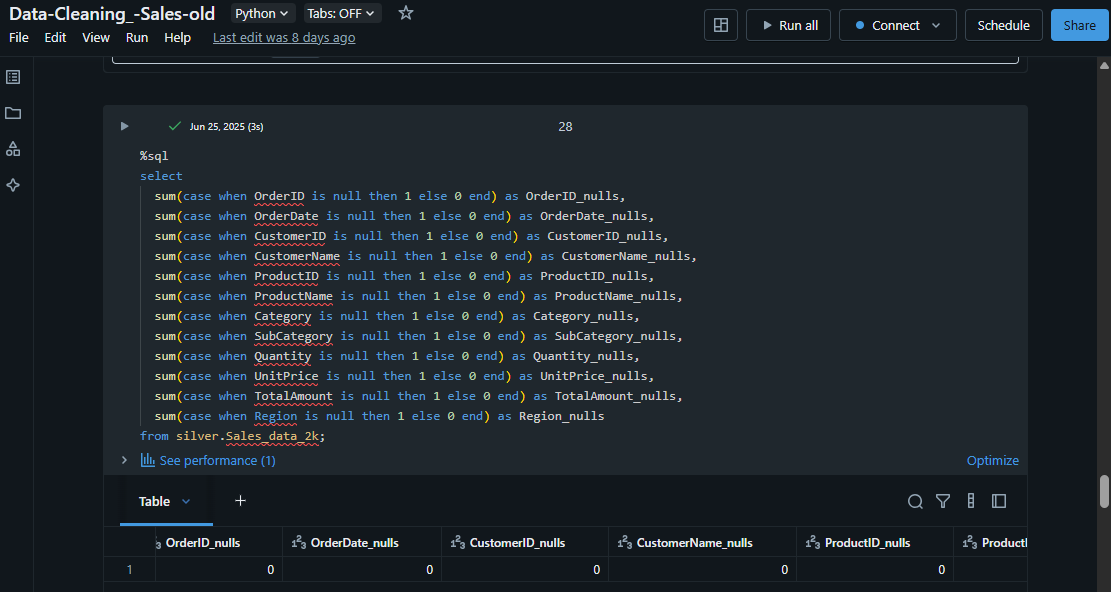 Data-Cleaning_-Sales-old Python Tabs: OFF
File Edit View Run Help Last edit was 8 days ago
Run all Connect Schedule Share
Jun 25, 2025 (3s) 28
%sql
select
sum(case when OrderID is null then 1 else 0 end) as OrderID_nulls,
sum(case when OrderDate is null then 1 else 0 end) as OrderDate_nulls,
sum(case when CustomerID is null then 1 else 0 end) as CustomerID_nulls,
sum(case when CustomerName is null then 1 else 0 end) as CustomerName_nulls,
sum(case when ProductID is null then 1 else 0 end) as ProductID_nulls,
sum(case when ProductName is null then 1 else 0 end) as ProductName_nulls,
sum(case when Category is null then 1 else 0 end) as Category_nulls,
sum(case when SubCategory is null then 1 else 0 end) as SubCategory_nulls,
sum(case when Quantity is null then 1 else 0 end) as Quantity_nulls,
sum(case when UnitPrice is null then 1 else 0 end) as UnitPrice_nulls,
sum(case when TotalAmount is null then 1 else 0 end) as TotalAmount_nulls,
sum(case when Region is null then 1 else 0 end) as Region_nulls
from silver.Sales_data_2k;
See performance (1) Optimize
Table +
OrderID_nulls 123 OrderDate_nulls 123 CustomerID_nulls 123 CustomerName_nulls 123 ProductID_nulls 123
1 0 0 0 0 0